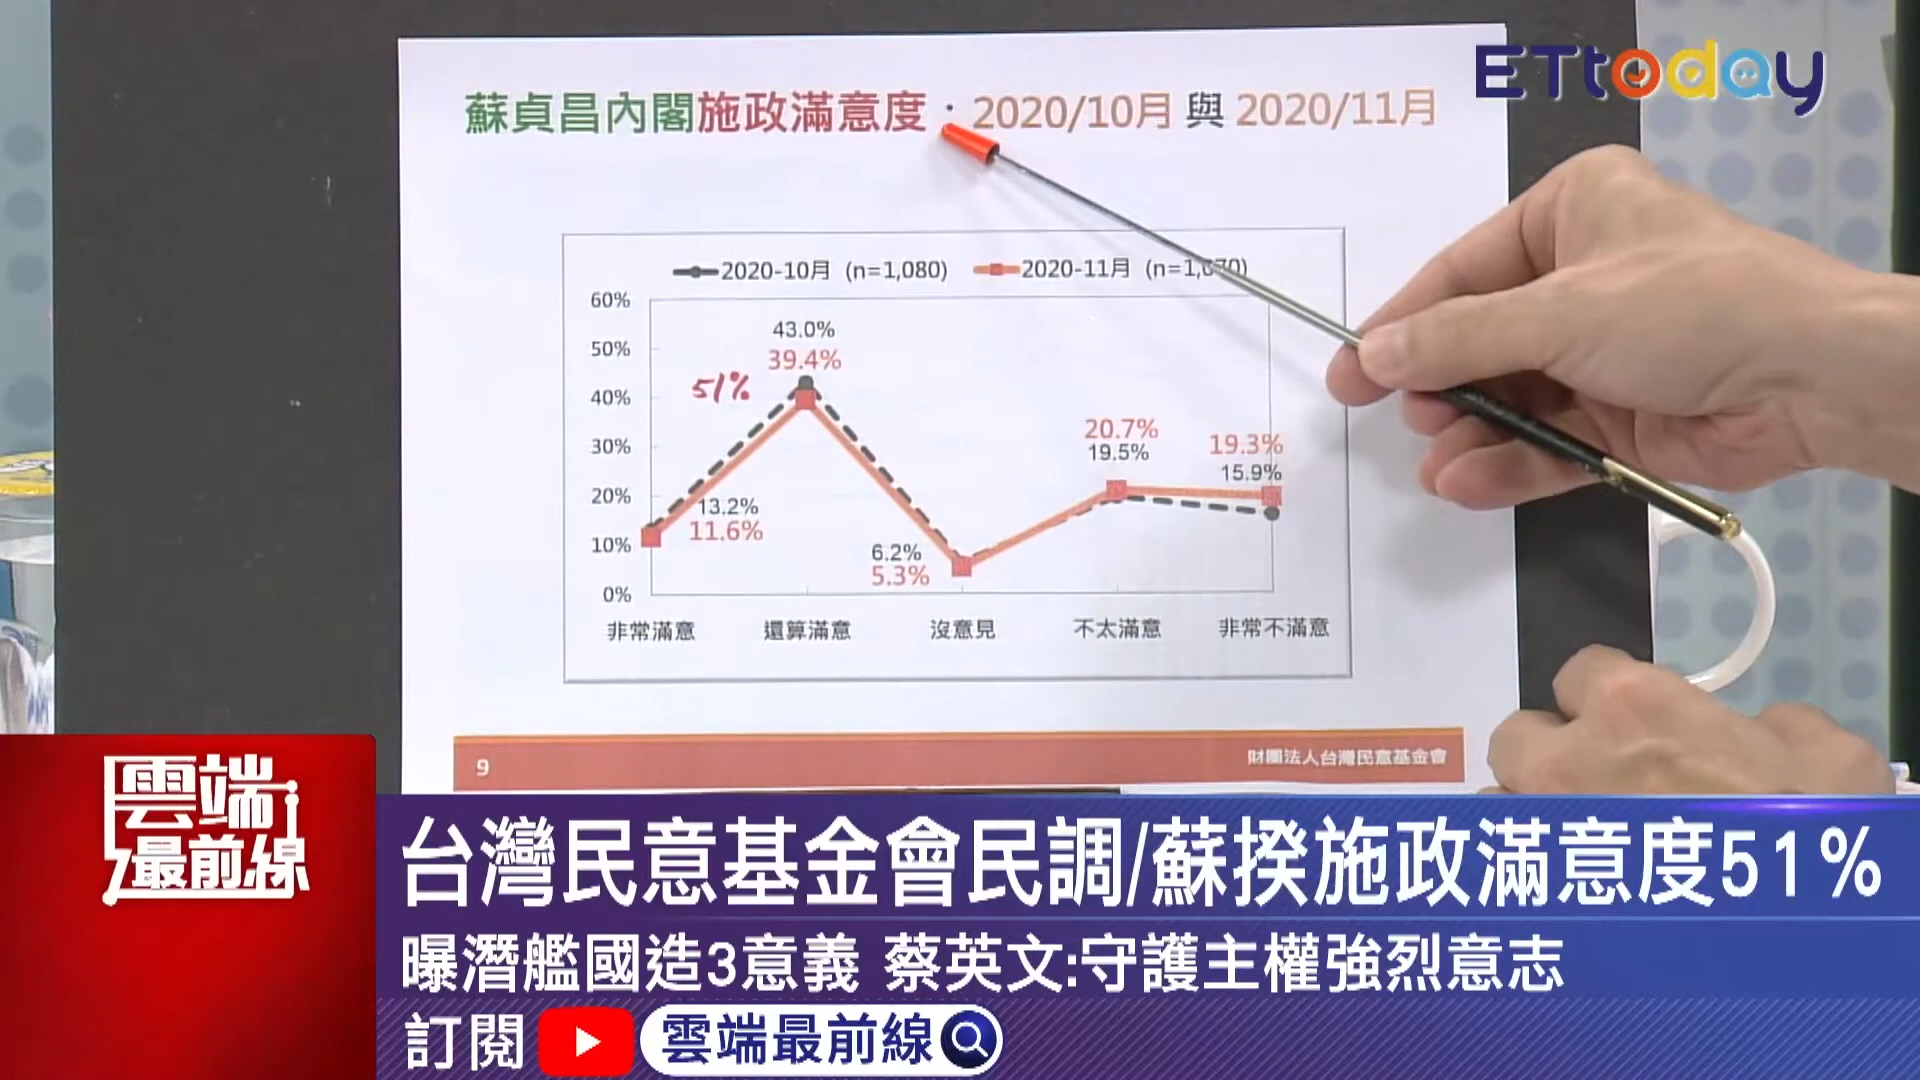 ETtoday
蘇貞昌內閣施政滿意度：2020/10月 與 2020/11月
2020-10月 (n=1,080) 2020-11月 (n=1,070)
60%
50%
40%
30%
20%
10%
0%
43.0%
39.4%
51%
13.2%
11.6%
6.2%
5.3%
20.7%
19.5%
19.3%
15.9%
非常滿意 還算滿意 沒意見 不太滿意 非常不滿意
9 財團法人台灣民意基金會
雲端
最前線
台灣民意基金會民調/蘇揆施政滿意度51%
曝潛艦國造3意義 蔡英文:守護主權強烈意志
訂閱 雲端最前線